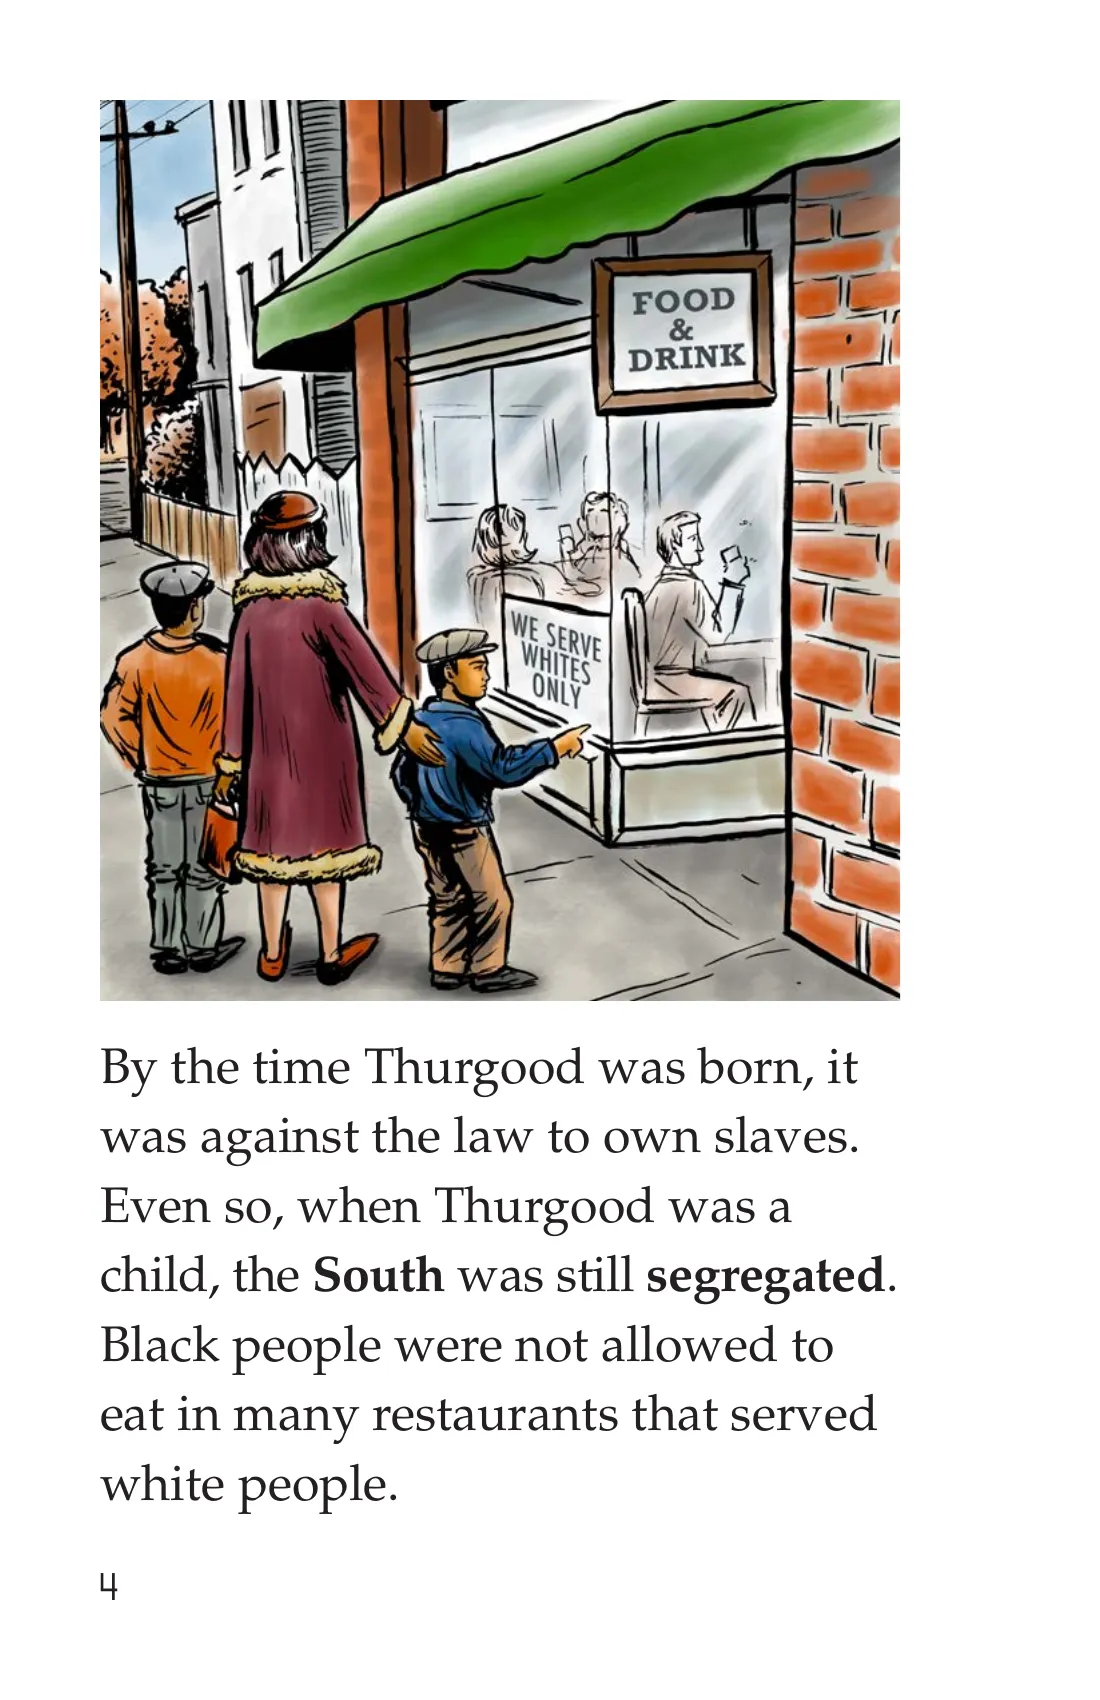 FOOD
&
DRINK
WE SERVE
WHITES
ONLY
By the time Thurgood was born, it
was against the law to own slaves.
Even so, when Thurgood was a
child, the South was still segregated.
Black people were not allowed to
eat in many restaurants that served
white people.
4